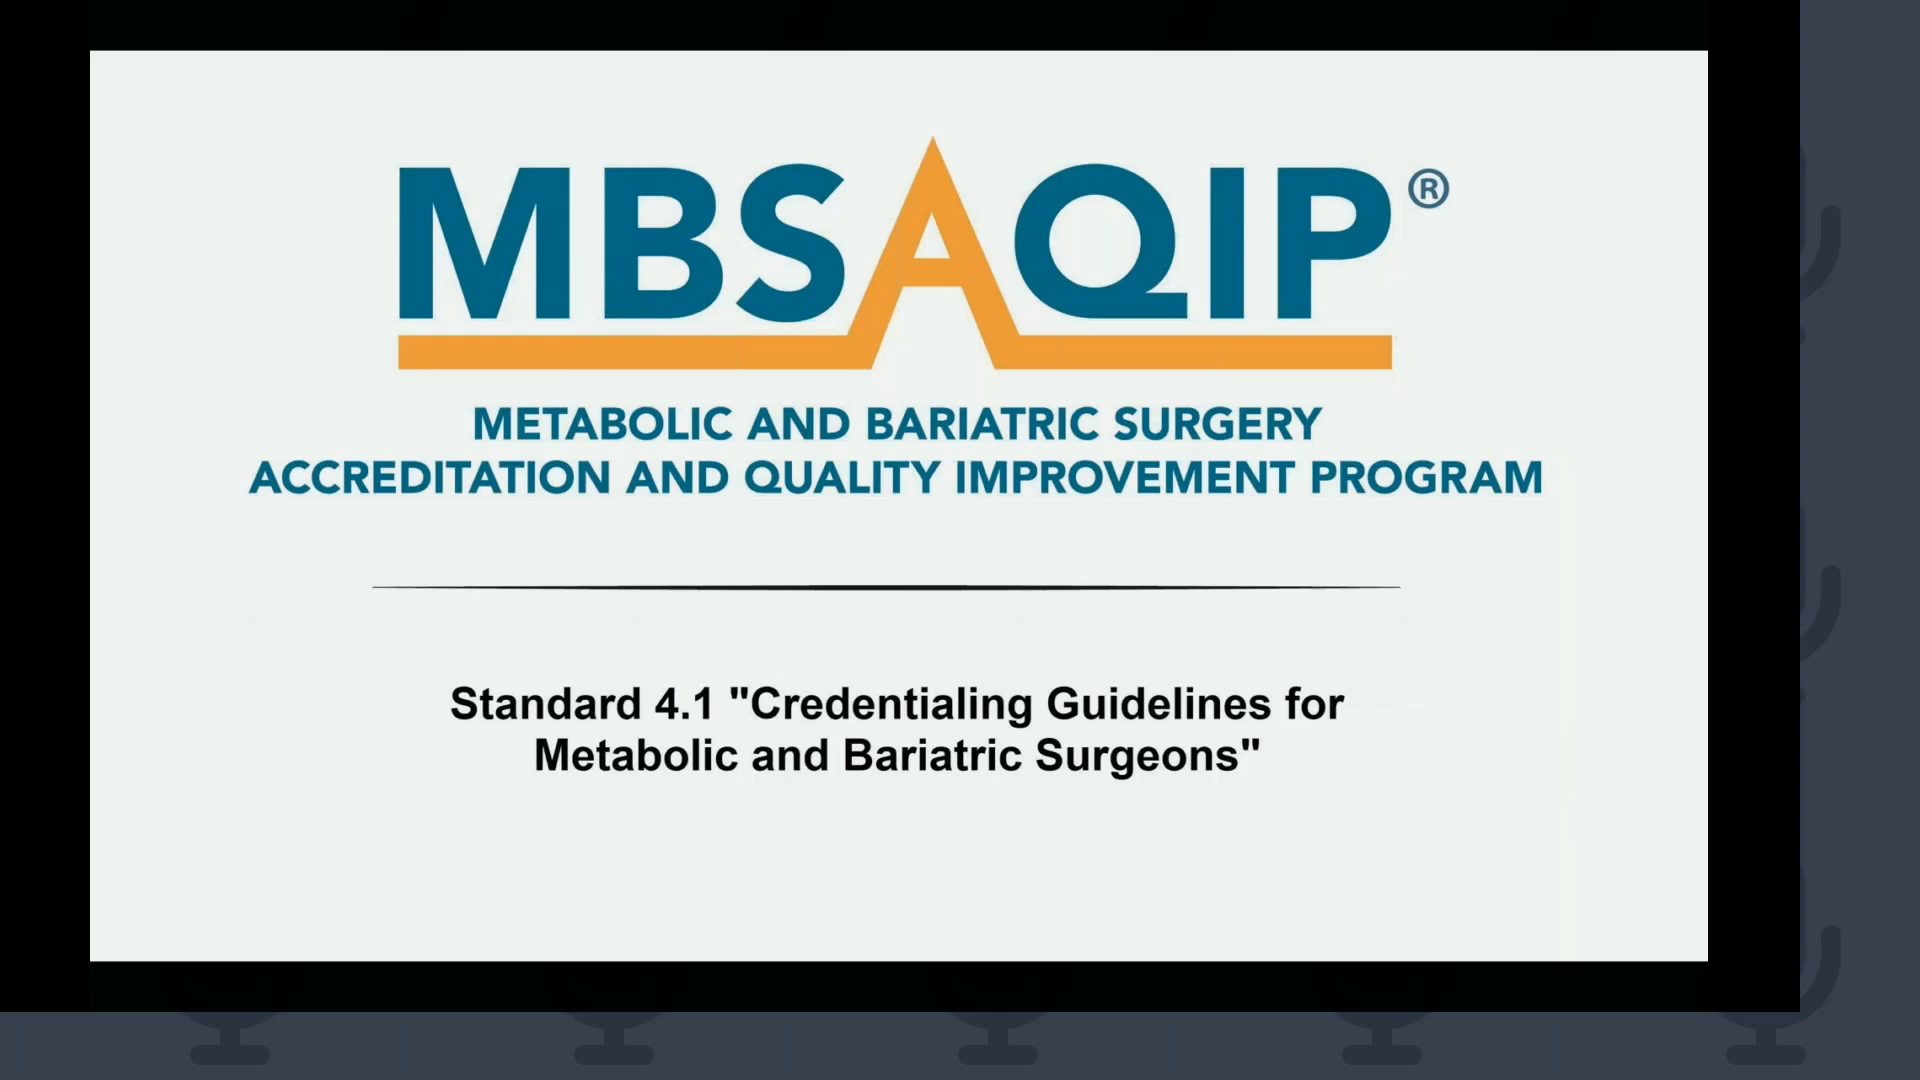 MBSAQIP®
METABOLIC AND BARIATRIC SURGERY
ACCREDITATION AND QUALITY IMPROVEMENT PROGRAM
Standard 4.1 "Credentialing Guidelines for
Metabolic and Bariatric Surgeons"